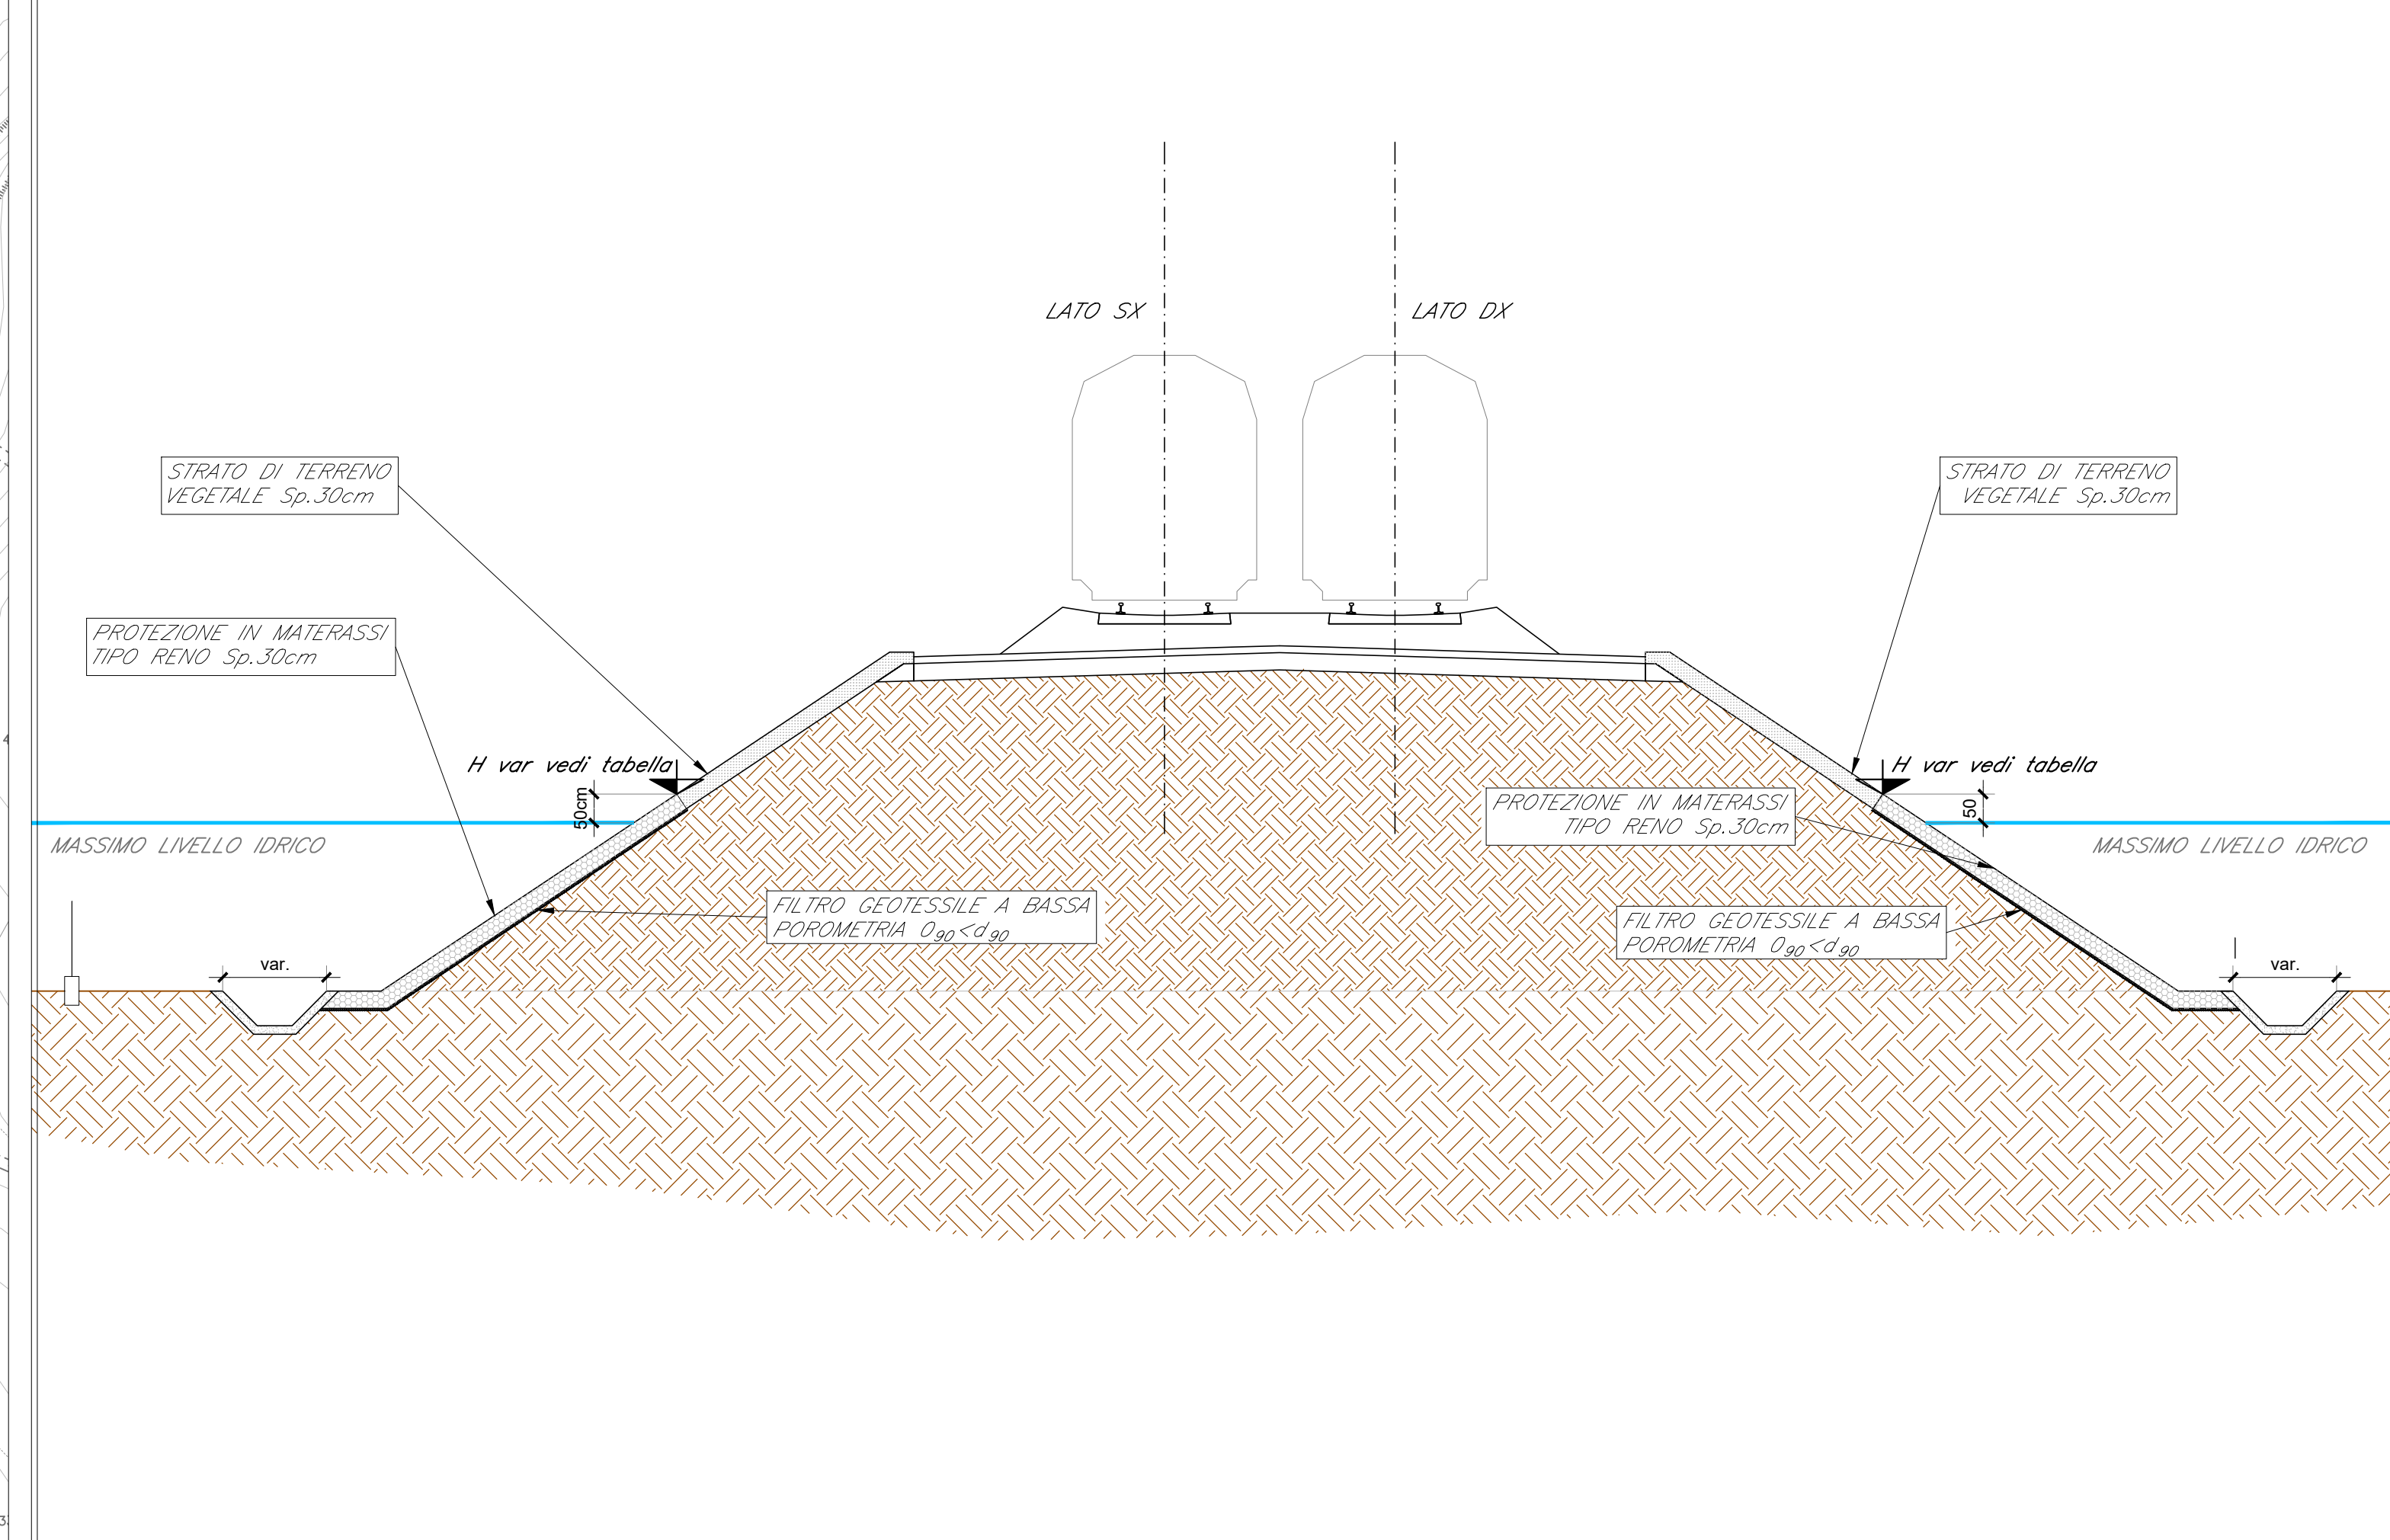 LATO SX
LATO DX
STRATO DI TERRENO
VEGETALE Sp.30cm
STRATO DI TERRENO
VEGETALE Sp.30cm
PROTEZIONE IN MATERASSI
TIPO RENO Sp.30cm
H var vedi tabella
H var vedi tabella
50cm
50
PROTEZIONE IN MATERASSI
TIPO RENO Sp.30cm
MASSIMO LIVELLO IDRICO
MASSIMO LIVELLO IDRICO
FILTRO GEOTESSILE A BASSA
POROMETRIA O90<d90
FILTRO GEOTESSILE A BASSA
POROMETRIA O90<d90
var.
var.